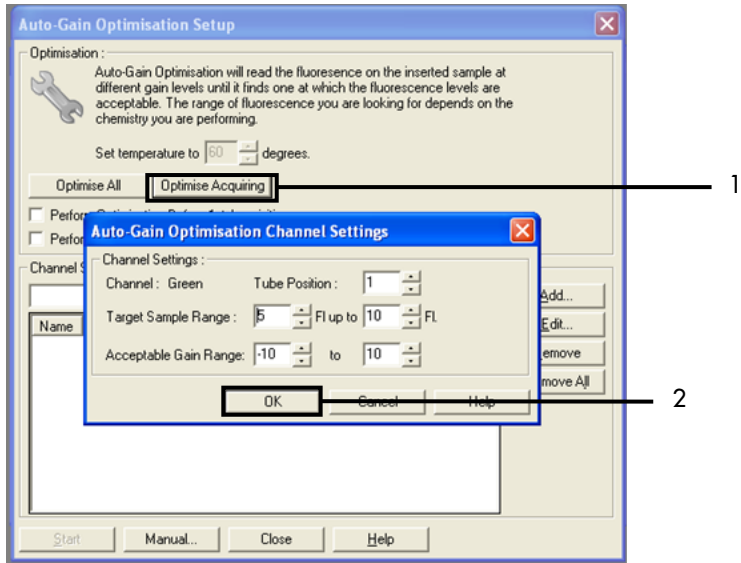 Auto-Gain Optimisation Setup
Optimisation :
Auto-Gain Optimisation will read the fluoresence on the inserted sample at
different gain levels until it finds one at which the fluorescence levels are
acceptable. The range of fluorescence you are looking for depends on the
chemistry you are performing.
Set temperature to 60 degrees.
Optimise All Optimise Acquiring
1
Perfor
Auto-Gain Optimisation Channel Settings
Perfor
Channel Settings :
Channel S
Channel : Green Tube Position : 1
Add...
Target Sample Range : 5 Fl up to 10 Fl.
Name
Edit...
Acceptable Gain Range: -10 to 10
emove
move All
OK Cancel Help
2
Start Manual... Close Help